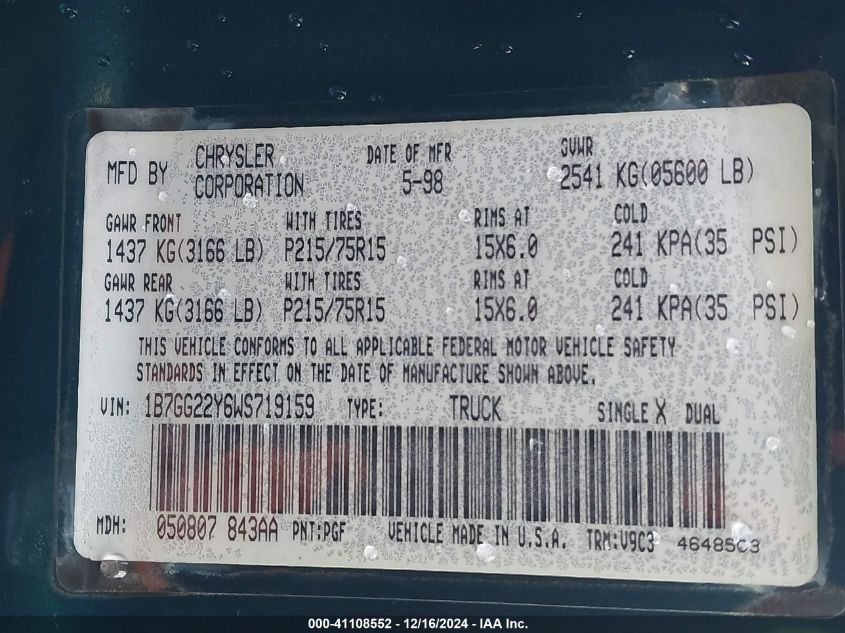 MFD BY CHRYSLER CORPORATION DATE OF MFR 5-98 GVWR 2541 KG(05600 LB)
GAWR FRONT WITH TIRES RIMS AT COLD
1437 KG(3166 LB) P215/75R15 15X6.0 241 KPA(35 PSI)
GAWR REAR WITH TIRES RIMS AT COLD
1437 KG(3166 LB) P215/75R15 15X6.0 241 KPA(35 PSI)
THIS VEHICLE CONFORMS TO ALL APPLICABLE FEDERAL MOTOR VEHICLE SAFETY
STANDARDS IN EFFECT ON THE DATE OF MANUFACTURE SHOWN ABOVE.
VIN: 1B7GG22Y6WS719159 TYPE: TRUCK SINGLE X DUAL
MDH: 050807 843AA PNT:PGF VEHICLE MADE IN U.S.A. TRM:V9C3 46485C3
000-41108552 - 12/16/2024 - IAA Inc.